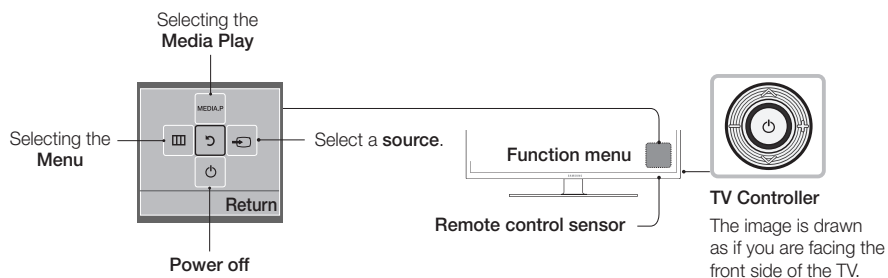 Selecting the
Media Play
MEDIA.P
Selecting the
Menu
Select a source.
Return
Power off
Function menu
SAMSUNG
Remote control sensor
TV Controller
The image is drawn
as if you are facing the
front side of the TV.